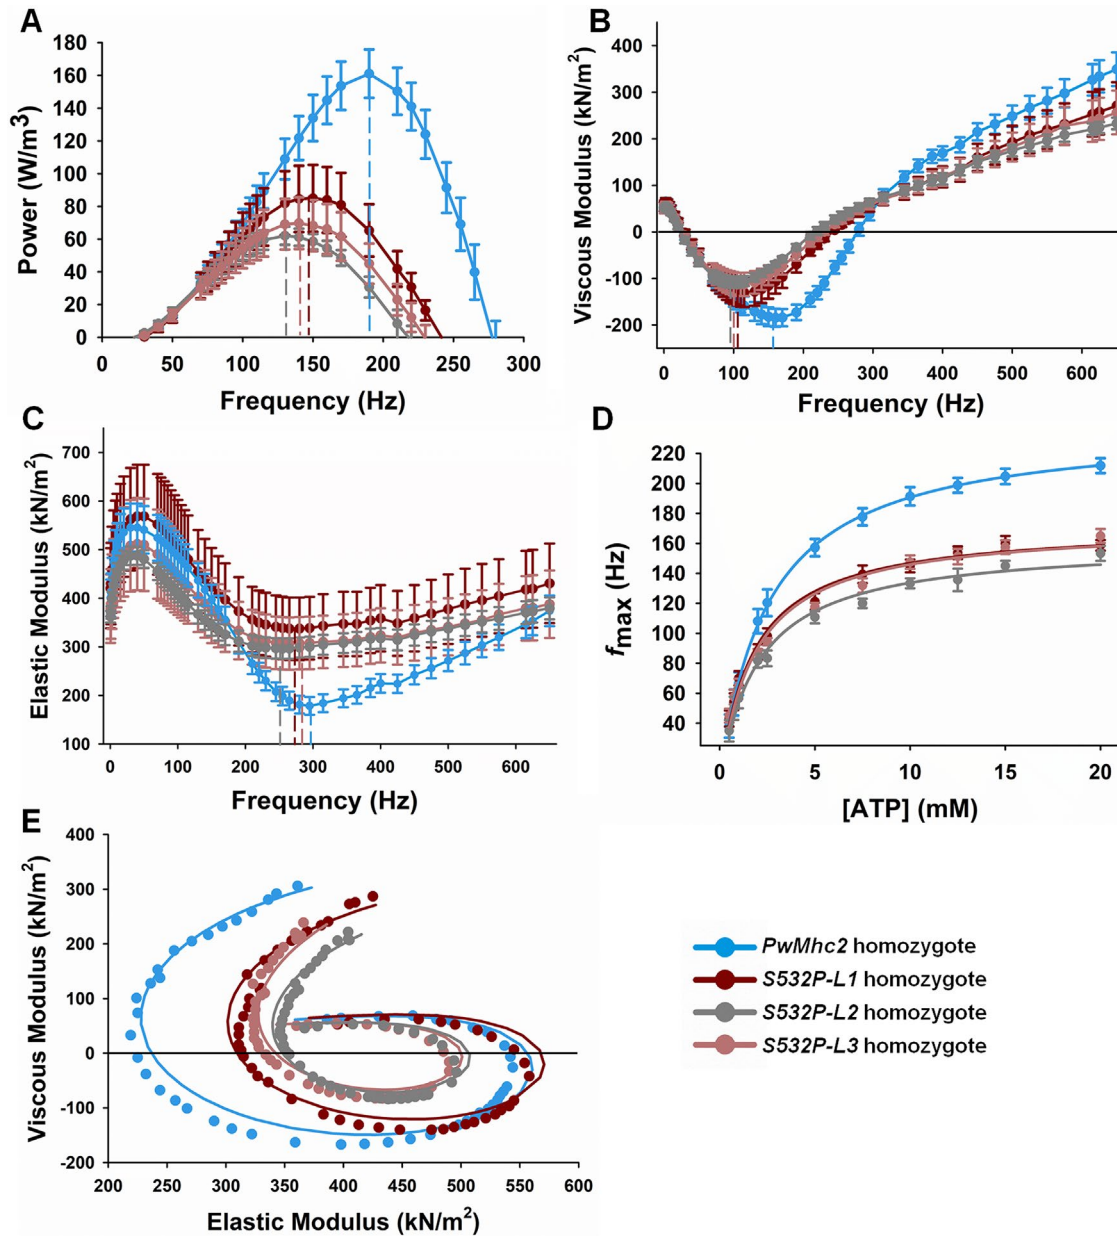 A
Power (W/m³)
180
160
140
120
100
80
60
40
20
0
0 50 100 150 200 250 300
Frequency (Hz)
B
Viscous Modulus (kN/m²)
400
300
200
100
0
-100
-200
0 100 200 300 400 500 600
Frequency (Hz)
C
Elastic Modulus (kN/m²)
700
600
500
400
300
200
100
0 100 200 300 400 500 600
Frequency (Hz)
D
fmax (Hz)
220
200
180
160
140
120
100
80
60
40
0 5 10 15 20
[ATP] (mM)
E
Viscous Modulus (kN/m²)
400
300
200
100
0
-100
-200
200 250 300 350 400 450 500 550 600
Elastic Modulus (kN/m²)
PwMhc2 homozygote
S532P-L1 homozygote
S532P-L2 homozygote
S532P-L3 homozygote